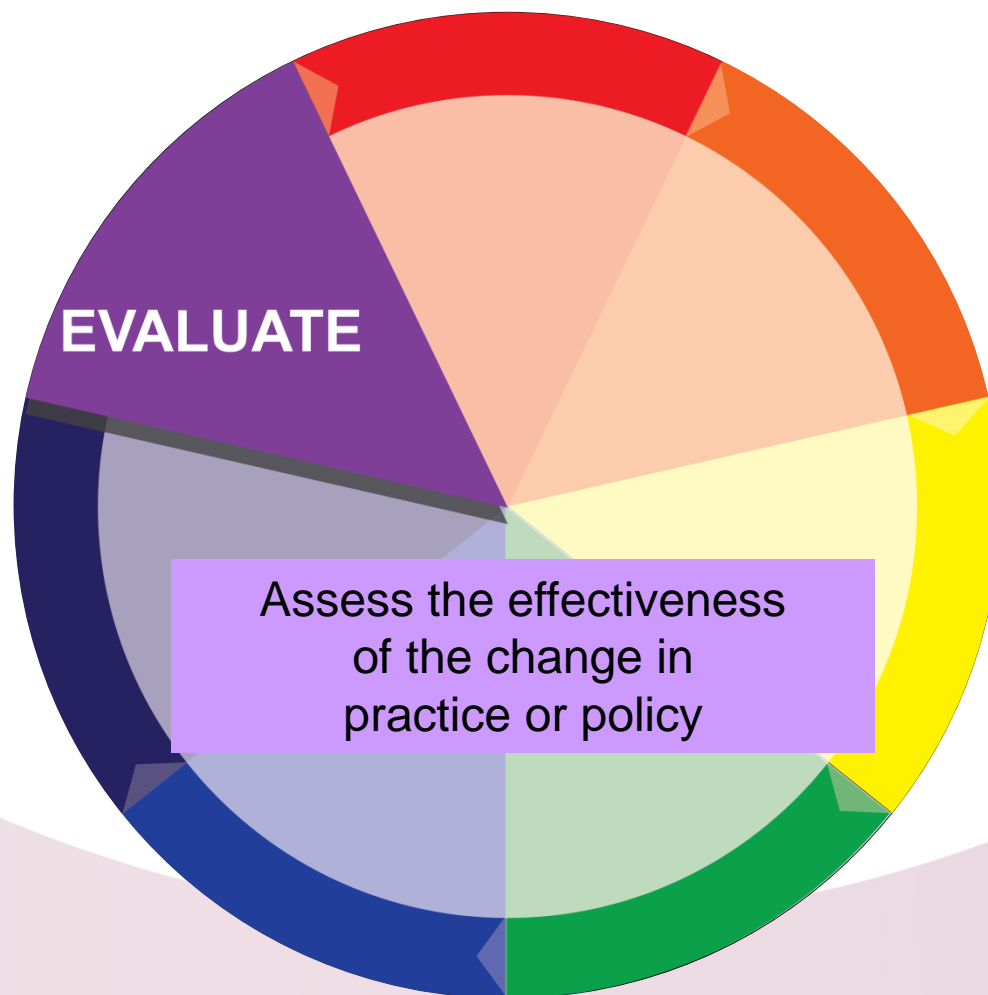 EVALUATE
Assess the effectiveness
of the change in
practice or policy